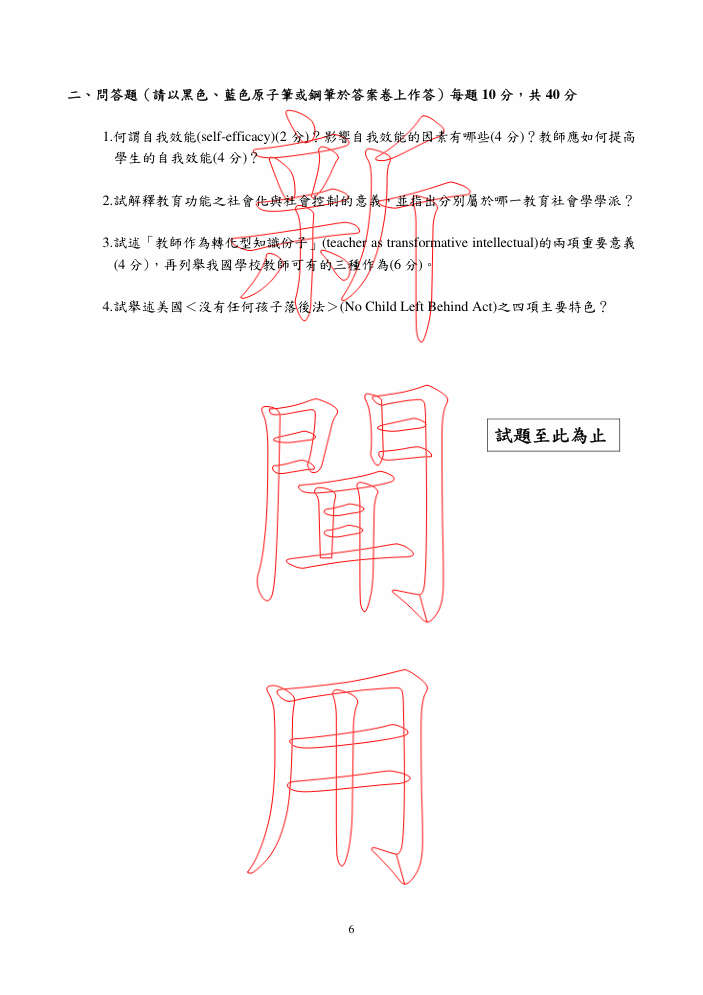 二、問答題（請以黑色、藍色原子筆或鋼筆於答案卷上作答）每題 10 分，共 40 分
1.何謂自我效能(self-efficacy)(2 分)？影響自我效能的因素有哪些(4 分)？教師應如何提高
學生的自我效能(4 分)？
2.試解釋教育功能之社會化與社會控制的意義，並指出分別屬於哪一教育社會學學派？
3.試述「教師作為轉化型知識份子」(teacher as transformative intellectual)的兩項重要意義
(4 分)，再列舉我國學校教師可有的三種作為(6 分)。
4.試舉述美國＜沒有任何孩子落後法＞(No Child Left Behind Act)之四項主要特色？
試題至此為止
新聞用
6